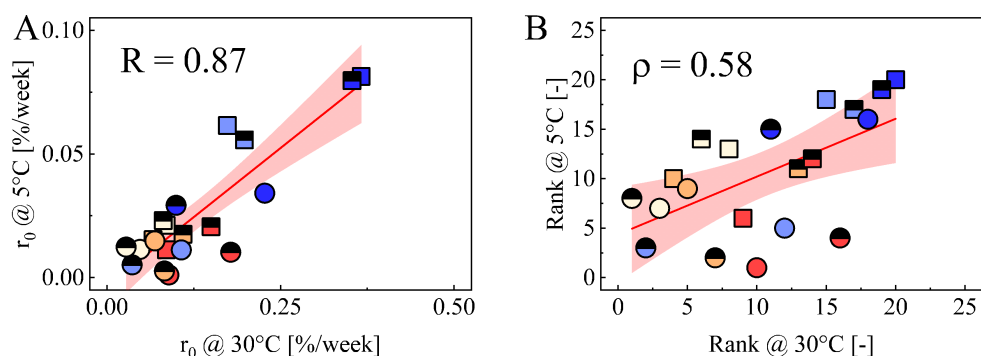 A
R = 0.87
r₀ @ 5°C [%/week]
0.10
0.05
0.00
0.00
0.25
0.50
r₀ @ 30°C [%/week]
B
ρ = 0.58
Rank @ 5°C [-]
25
20
15
10
5
0
0
5
10
15
20
25
Rank @ 30°C [-]